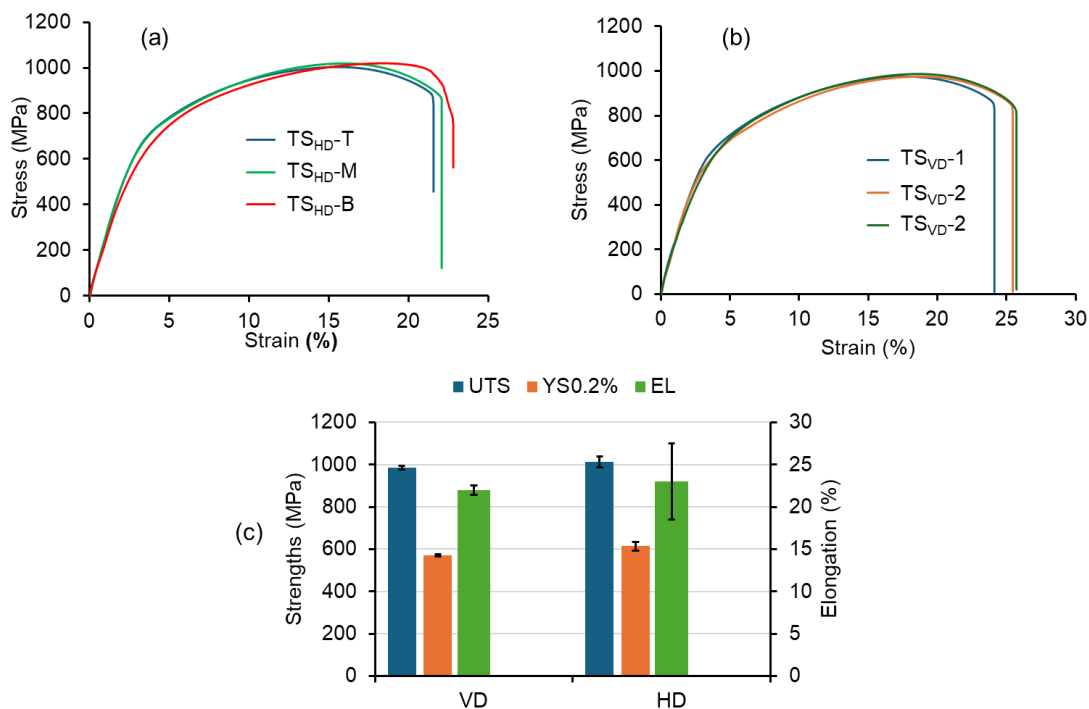 (a)
Stress (MPa)
1200
1000
800
600
400
200
0
TS_HD-T
TS_HD-M
TS_HD-B
0 5 10 15 20 25
Strain (%)
(b)
Stress (MPa)
1200
1000
800
600
400
200
0
TS_VD-1
TS_VD-2
TS_VD-2
0 5 10 15 20 25 30
Strain (%)
UTS YS0.2% EL
(c)
Strengths (MPa)
1200
1000
800
600
400
200
0
VD HD
30
25
20
15
10
5
0
Elongation (%)